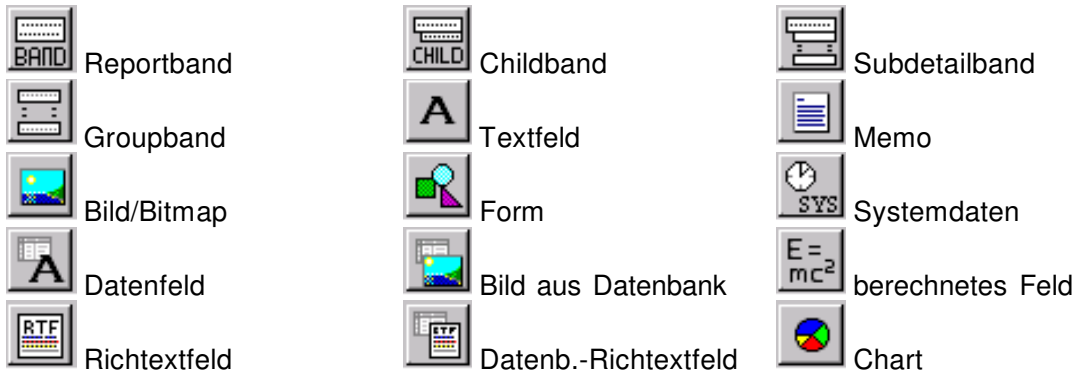 BAND Reportband CHILD Childband Subdetailband
Groupband A Textfeld Memo
Bild/Bitmap Form SYS Systemdaten
A Datenfeld Bild aus Datenbank E= mc² berechnetes Feld
RTF Richtextfeld RTF Datenb.-Richtextfeld Chart